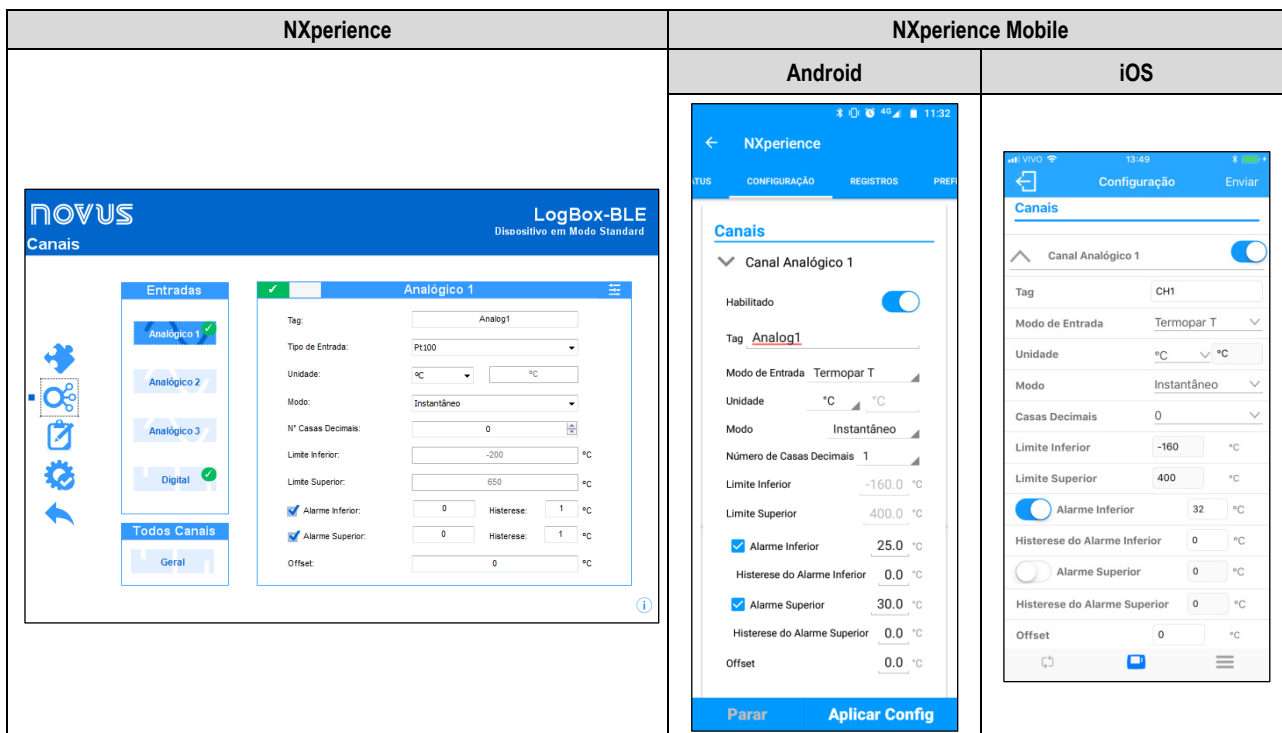 NXperience
NXperience Mobile
Android
iOS
novus
LogBox-BLE
Dispositivo em Modo Standard
Canais
Entradas
Analógico 1
Analógico 2
Analógico 3
Digital
Todos Canais
Geral
Analógico 1
Tag: Analog1
Tipo de Entrada: Pt100
Unidade: ºC ºC
Modo: Instantâneo
N° Casas Decimais: 0
Limite Inferior: -200 ºC
Limite Superior: 650 ºC
Alarme Inferior: 0 Histerese: 1 ºC
Alarme Superior: 0 Histerese: 1 ºC
Offset: 0 ºC
i
4G 11:32
NXperience
TUS CONFIGURAÇÃO REGISTROS PREF
Canais
Canal Analógico 1
Habilitado
Tag Analog1
Modo de Entrada Termopar T
Unidade °C °C
Modo Instantâneo
Número de Casas Decimais 1
Limite Inferior -160.0 °C
Limite Superior 400.0 °C
Alarme Inferior 25.0 °C
Histerese do Alarme Inferior 0.0 °C
Alarme Superior 30.0 °C
Histerese do Alarme Superior 0.0 °C
Offset 0.0 °C
Parar Aplicar Config
VIVO 13:49
Configuração Enviar
Canais
Canal Analógico 1
Tag CH1
Modo de Entrada Termopar T
Unidade °C °C
Modo Instantâneo
Casas Decimais 0
Limite Inferior -160 °C
Limite Superior 400 °C
Alarme Inferior 32 °C
Histerese do Alarme Inferior 0 °C
Alarme Superior 0 °C
Histerese do Alarme Superior 0 °C
Offset 0 °C